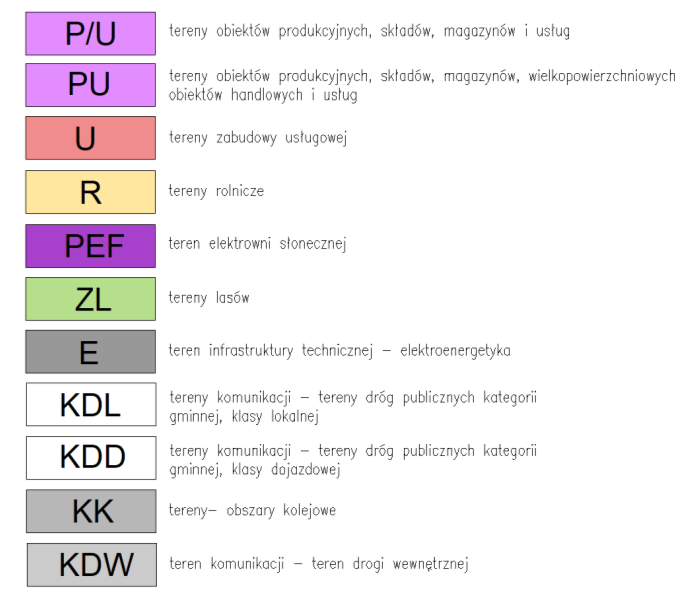 P/U tereny obiektów produkcyjnych, składów, magazynów i usług
PU tereny obiektów produkcyjnych, składów, magazynów, wielkopowierzchniowych
obiektów handlowych i usług
U tereny zabudowy usługowej
R tereny rolnicze
PEF teren elektrowni słonecznej
ZL tereny lasów
E teren infrastruktury technicznej – elektroenergetyka
KDL tereny komunikacji – tereny dróg publicznych kategorii
gminnej, klasy lokalnej
KDD tereny komunikacji – tereny dróg publicznych kategorii
gminnej, klasy dojazdowej
KK tereny– obszary kolejowe
KDW teren komunikacji – teren drogi wewnętrznej